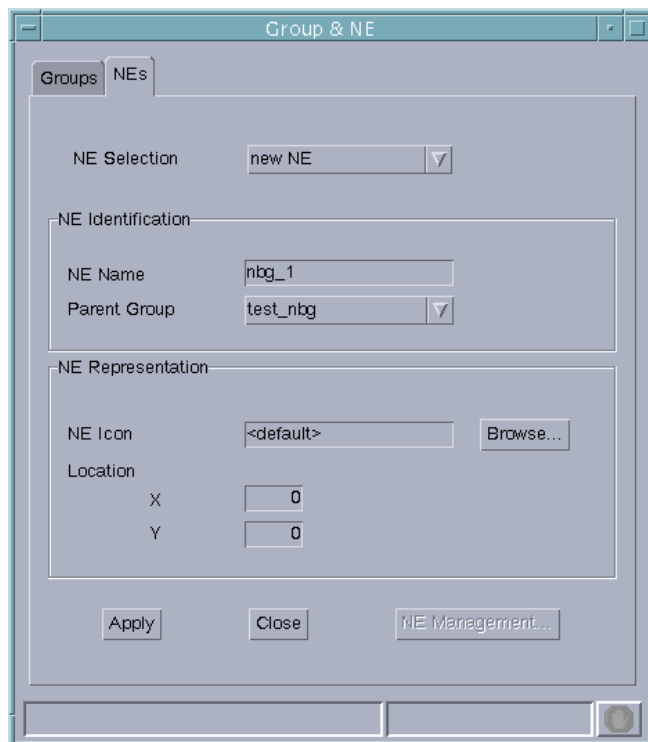 Group & NE
Groups NEs
NE Selection new NE
NE Identification
NE Name nbg_1
Parent Group test_nbg
NE Representation
NE Icon <default> Browse...
Location
X 0
Y 0
Apply Close NE Management...